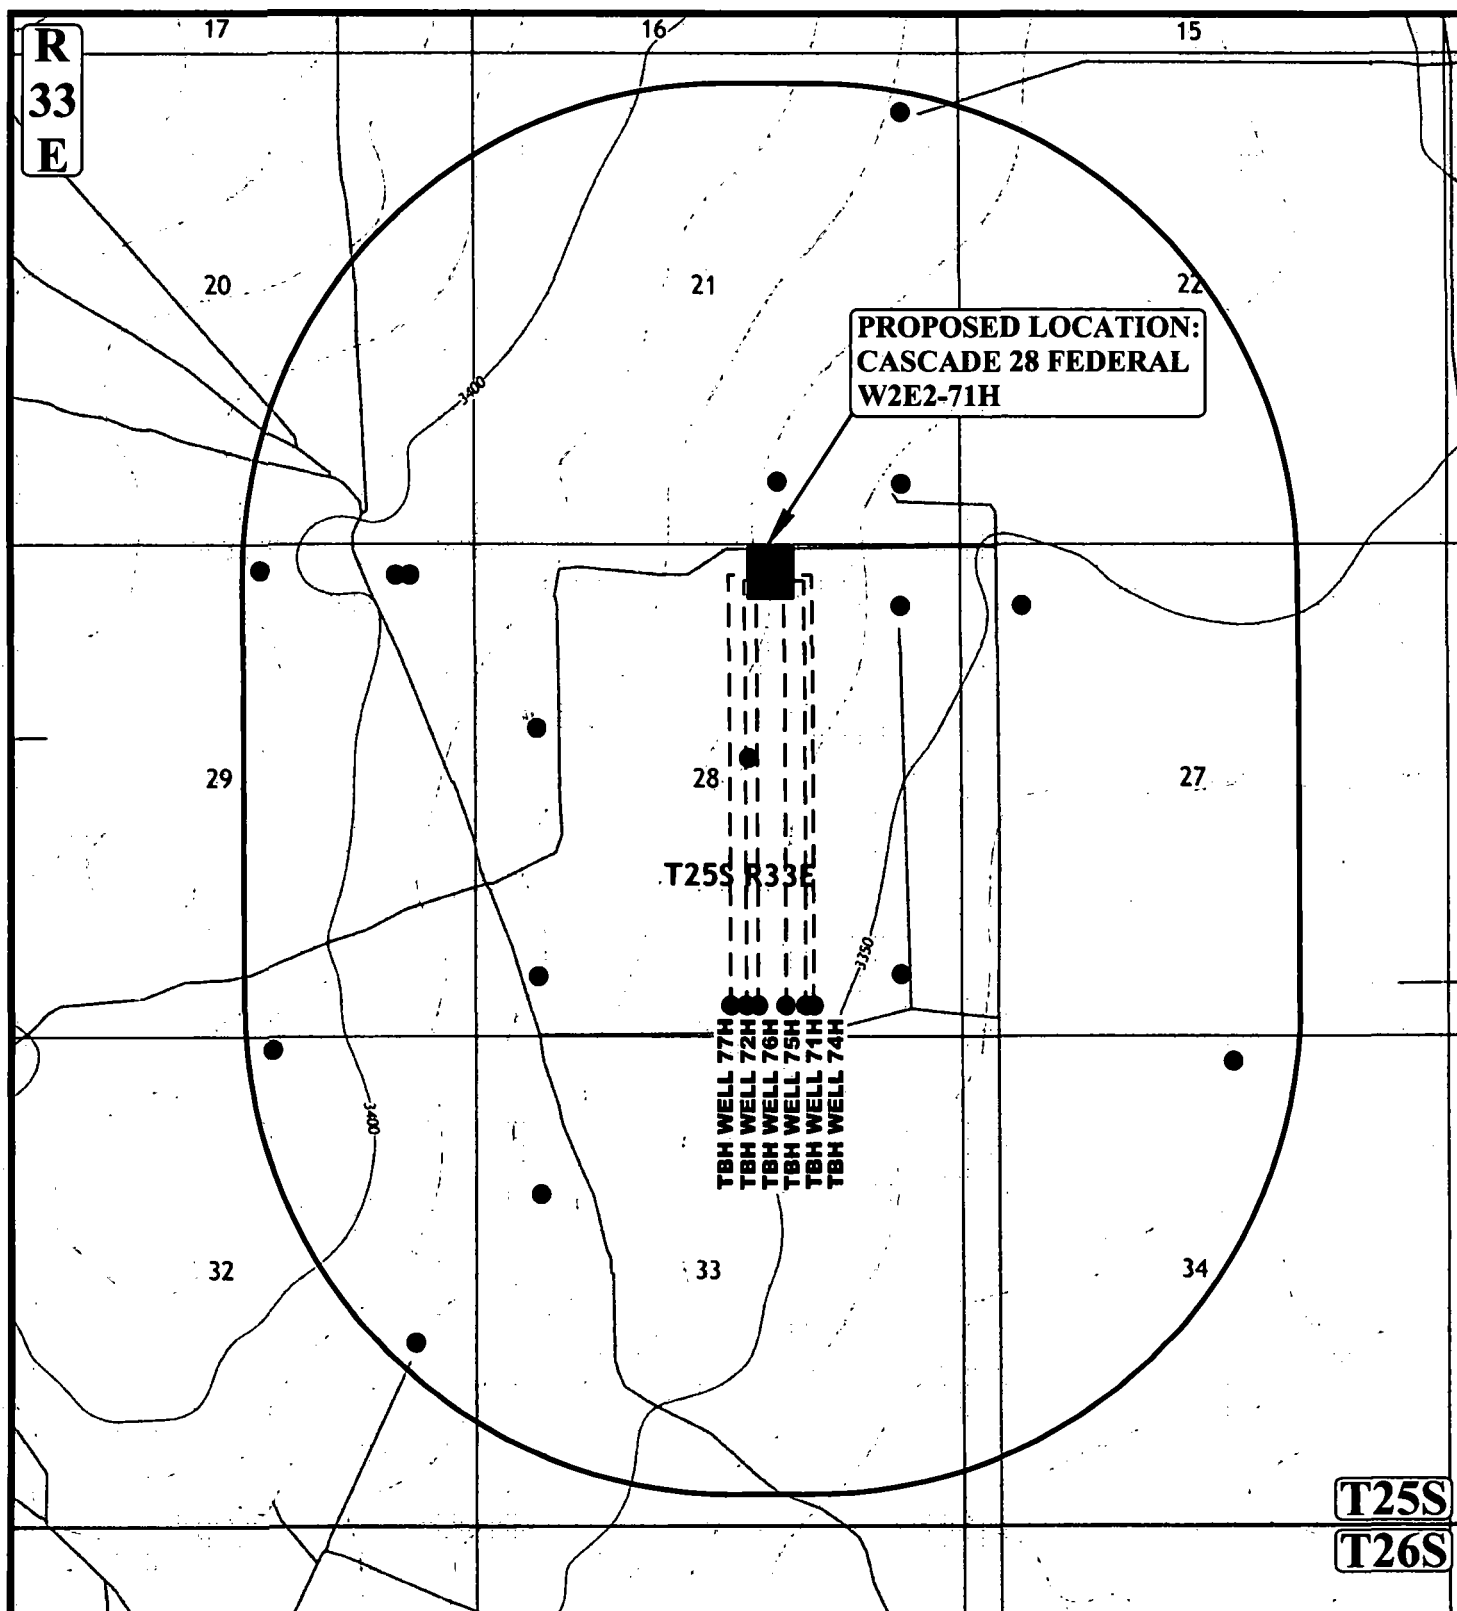 R
33
E
17
16
15
20
21
22
PROPOSED LOCATION:
CASCADE 28 FEDERAL
W2E2-71H
3400
29
28
27
T25S R33E
3350
TBH WELL 77H
TBH WELL 72H
TBH WELL 76H
TBH WELL 75H
TBH WELL 71H
TBH WELL 74H
3400
32
33
34
T25S
T26S